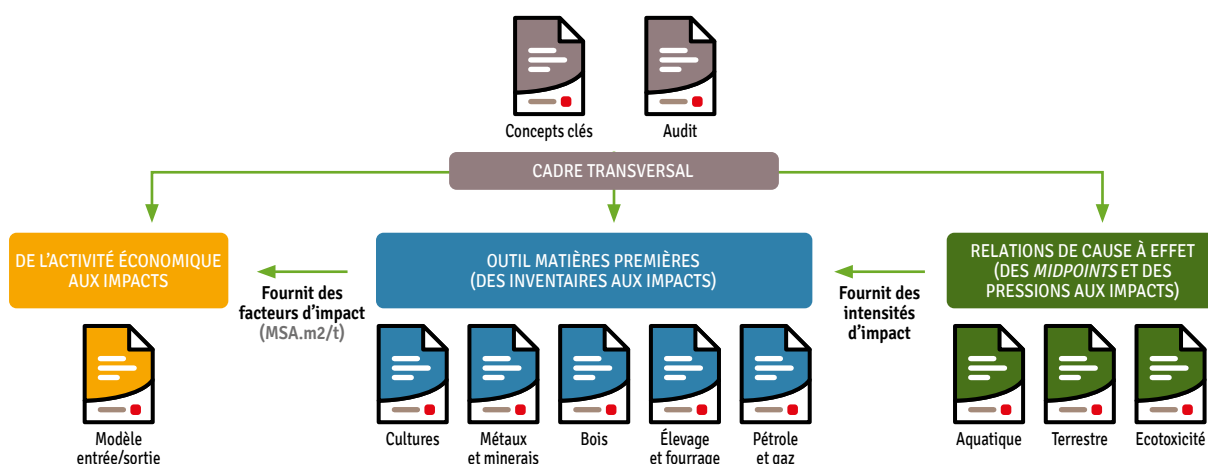 Concepts clés
Audit
CADRE TRANSVERSAL
DE L'ACTIVITÉ ÉCONOMIQUE
AUX IMPACTS
Fournit des
facteurs d'impact
(MSA.m2/t)
OUTIL MATIÈRES PREMIÈRES
(DES INVENTAIRES AUX IMPACTS)
Fournit des
intensités
d'impact
RELATIONS DE CAUSE À EFFET
(DES MIDPOINTS ET DES
PRESSIONS AUX IMPACTS)
Modèle
entrée/sortie
Cultures
Métaux
et minerais
Bois
Élevage
et fourrage
Pétrole
et gaz
Aquatique
Terrestre
Ecotoxicité